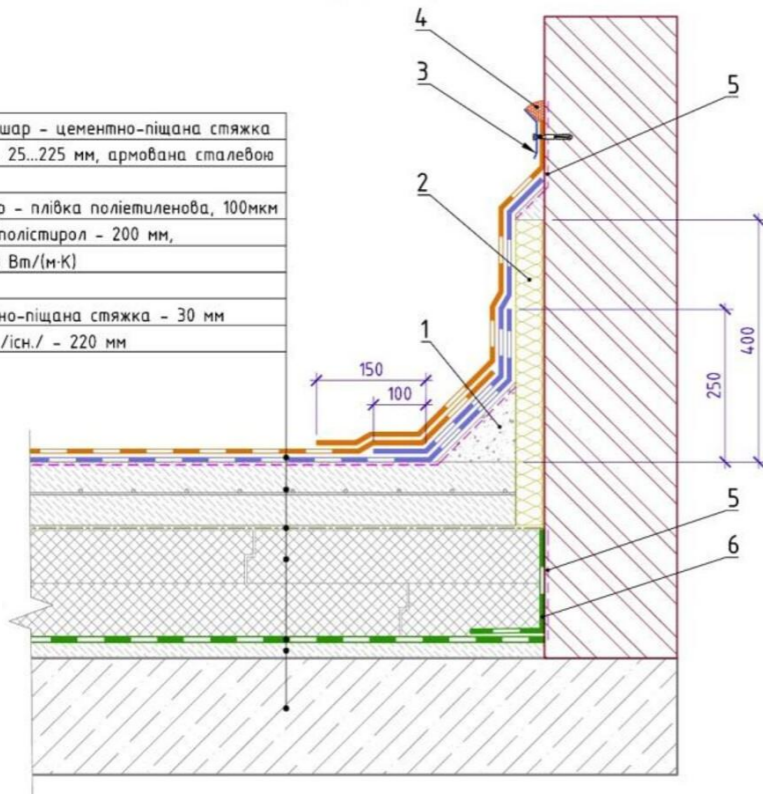 шар - цементно-піщана стяжка
25...225 мм, армована сталевою
плівка поліетиленова, 100мкм
полістирол - 200 мм,
Вт/(м·К)
но-піщана стяжка - 30 мм
/існ./ - 220 мм
4
3
5
2
1
150
100
400
250
5
6